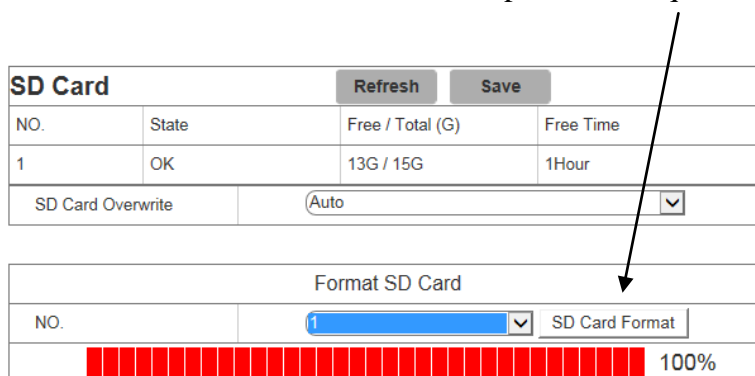 SD Card Refresh Save
NO. State Free / Total (G) Free Time
1 OK 13G / 15G 1Hour
SD Card Overwrite Auto
Format SD Card
NO. 1 SD Card Format
100%